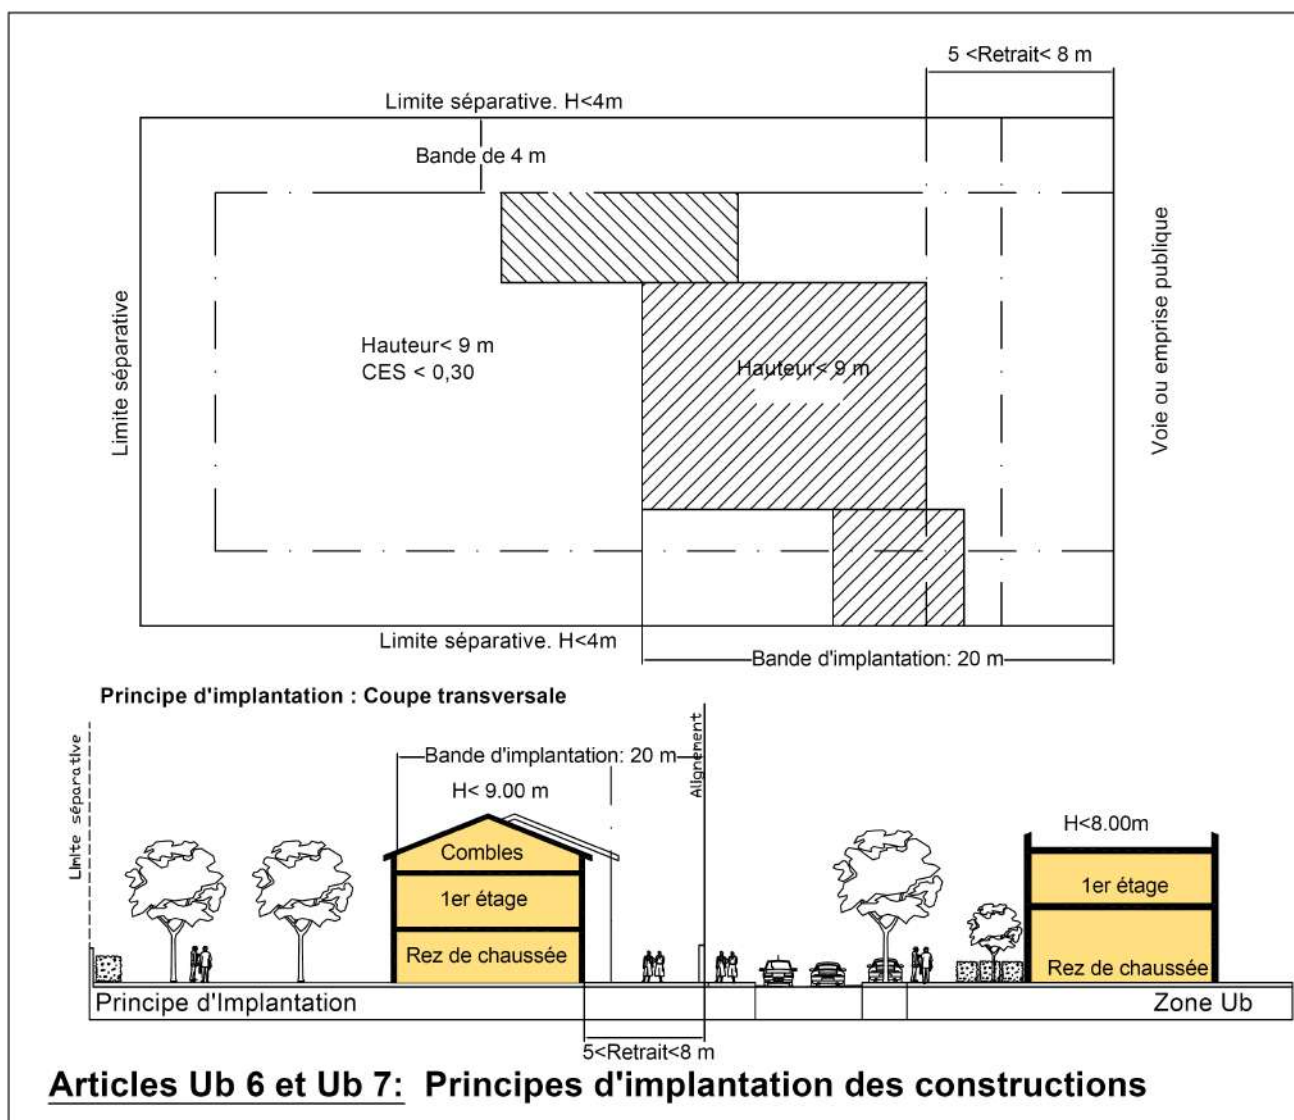 5 <Retrait< 8 m
Limite séparative. H<4m
Bande de 4 m
Limite séparative
Voie ou emprise publique
Hauteur< 9 m
CES < 0,30
Hauteur< 9 m
Limite séparative. H<4m
Bande d'implantation: 20 m
Principe d'implantation : Coupe transversale
Limite séparative
Bande d'implantation: 20 m
Alignement
H< 9.00 m
H<8.00m
Combles
1er étage
1er étage
Rez de chaussée
Rez de chaussée
Principe d'Implantation
Zone Ub
5<Retrait<8 m
Articles Ub 6 et Ub 7: Principes d'implantation des constructions